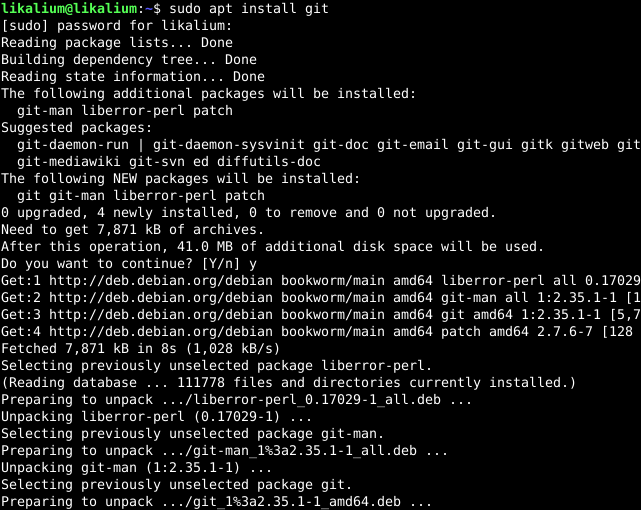 likalium@likalium:~$ sudo apt install git
[sudo] password for likalium:
Reading package lists... Done
Building dependency tree... Done
Reading state information... Done
The following additional packages will be installed:
  git-man liberror-perl patch
Suggested packages:
  git-daemon-run | git-daemon-sysvinit git-doc git-email git-gui gitk gitweb git
  git-mediawiki git-svn ed diffutils-doc
The following NEW packages will be installed:
  git git-man liberror-perl patch
0 upgraded, 4 newly installed, 0 to remove and 0 not upgraded.
Need to get 7,871 kB of archives.
After this operation, 41.0 MB of additional disk space will be used.
Do you want to continue? [Y/n] y
Get:1 http://deb.debian.org/debian bookworm/main amd64 liberror-perl all 0.17029
Get:2 http://deb.debian.org/debian bookworm/main amd64 git-man all 1:2.35.1-1 [1
Get:3 http://deb.debian.org/debian bookworm/main amd64 git amd64 1:2.35.1-1 [5,7
Get:4 http://deb.debian.org/debian bookworm/main amd64 patch amd64 2.7.6-7 [128
Fetched 7,871 kB in 8s (1,028 kB/s)
Selecting previously unselected package liberror-perl.
(Reading database ... 111778 files and directories currently installed.)
Preparing to unpack .../liberror-perl_0.17029-1_all.deb ...
Unpacking liberror-perl (0.17029-1) ...
Selecting previously unselected package git-man.
Preparing to unpack .../git-man_1%3a2.35.1-1_all.deb ...
Unpacking git-man (1:2.35.1-1) ...
Selecting previously unselected package git.
Preparing to unpack .../git_1%3a2.35.1-1_amd64.deb ...